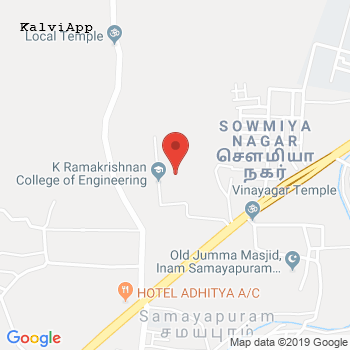 KalviApp
Local Temple
SOWMIYA
NAGAR
சௌமியா
நகர்
K Ramakrishnan
College of Engineering
Vinayagar Temple
Old Jumma Masjid,
Inam Samayapuram...
HOTEL ADHITYA A/C
Samayapuram
சமயபுரம்
Google
Map data ©2019 Google